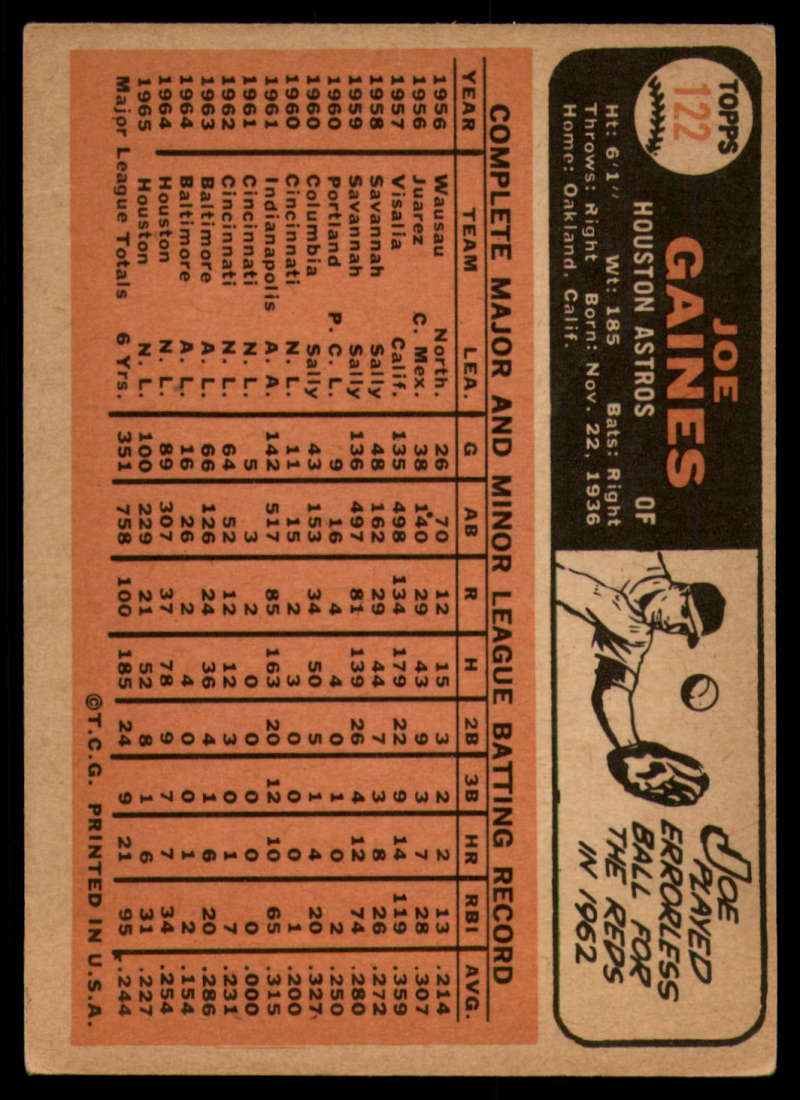 TOPPS
122
JOE
GAINES
OF
HOUSTON ASTROS
Ht: 6'1" Wt: 185 Bats: Right
Throws: Right Born: Nov. 22, 1936
Home: Oakland, Calif.
JOE
PLAYED
ERRORLESS
BALL FOR
THE REDS
IN 1962
COMPLETE MAJOR AND MINOR LEAGUE BATTING RECORD
YEAR TEAM LEA. G AB R H 2B 3B HR RBI AVG.
1956 Wausau North. 26 70 12 15 3 2 2 13 .214
1956 Juarez C. Mex. 38 140 29 43 9 3 7 28 .307
1957 Visalia Calif. 135 498 134 179 22 9 14 119 .359
1958 Savannah Sally 48 162 29 44 7 3 8 26 .272
1959 Savannah Sally 136 497 81 139 26 4 12 74 .280
1960 Portland P. C. L. 9 16 4 4 0 1 0 2 .250
1960 Columbia Sally 43 153 34 50 5 1 4 20 .327
1960 Cincinnati N. L. 11 15 2 3 0 0 0 1 .200
1961 Indianapolis A. A. 142 517 85 163 20 12 10 65 .315
1961 Cincinnati N. L. 5 3 2 0 0 0 0 0 .000
1962 Cincinnati N. L. 64 52 12 12 3 0 1 7 .231
1963 Baltimore A. L. 66 126 24 36 4 1 6 20 .286
1964 Baltimore A. L. 16 26 2 4 0 0 1 2 .154
1964 Houston N. L. 89 307 37 78 9 7 7 34 .254
1965 Houston N. L. 100 229 21 52 8 1 6 31 .227
Major League Totals 6 Yrs. 351 758 100 185 24 9 21 95 .244
©T.C.G. PRINTED IN U.S.A.